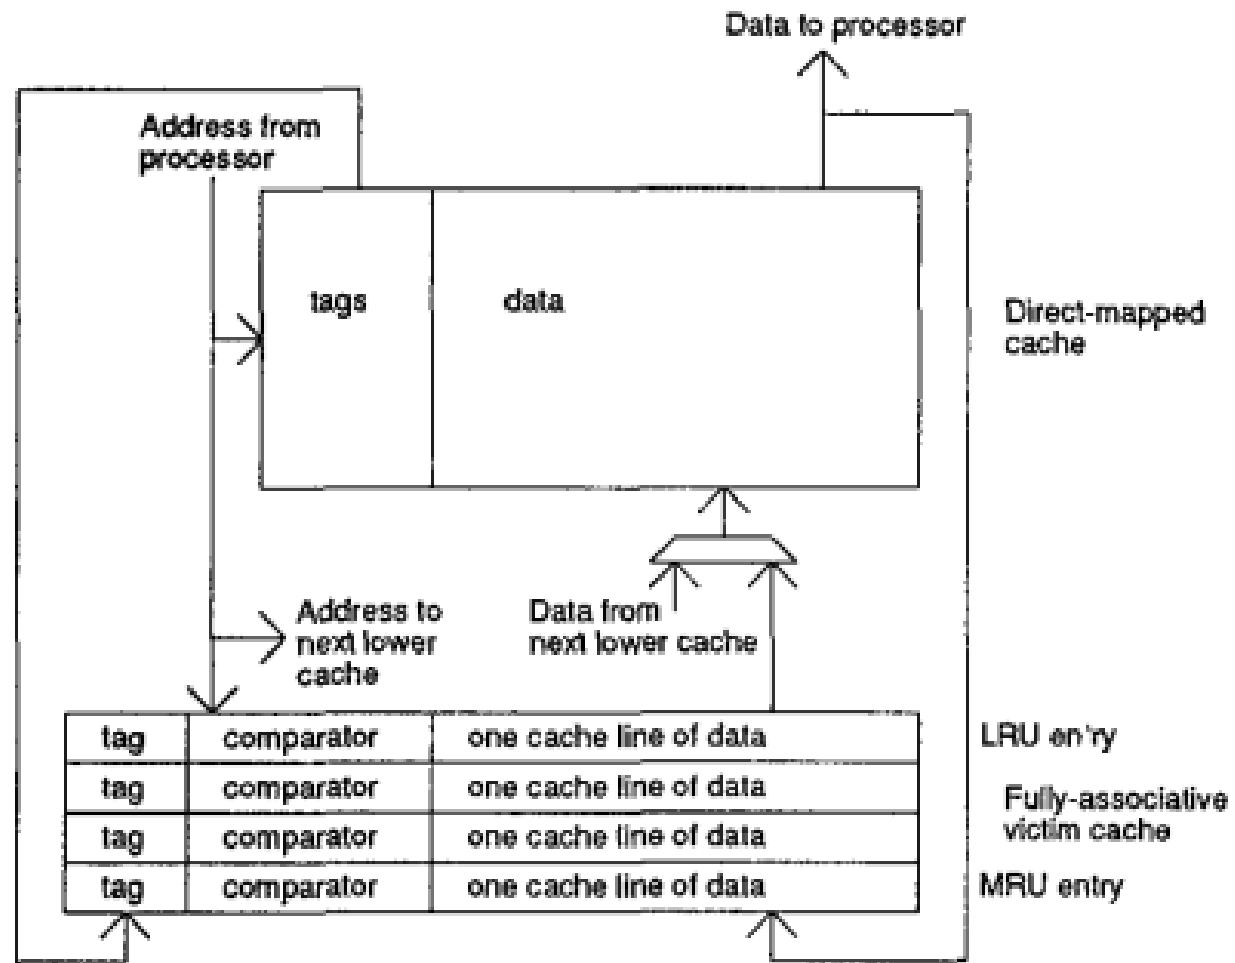 Data to processor
Address from
processor
tags
data
Direct-mapped
cache
Address to
next lower
cache
Data from
next lower cache
tag comparator one cache line of data LRU entry
tag comparator one cache line of data
Fully-associative
victim cache
tag comparator one cache line of data
tag comparator one cache line of data MRU entry